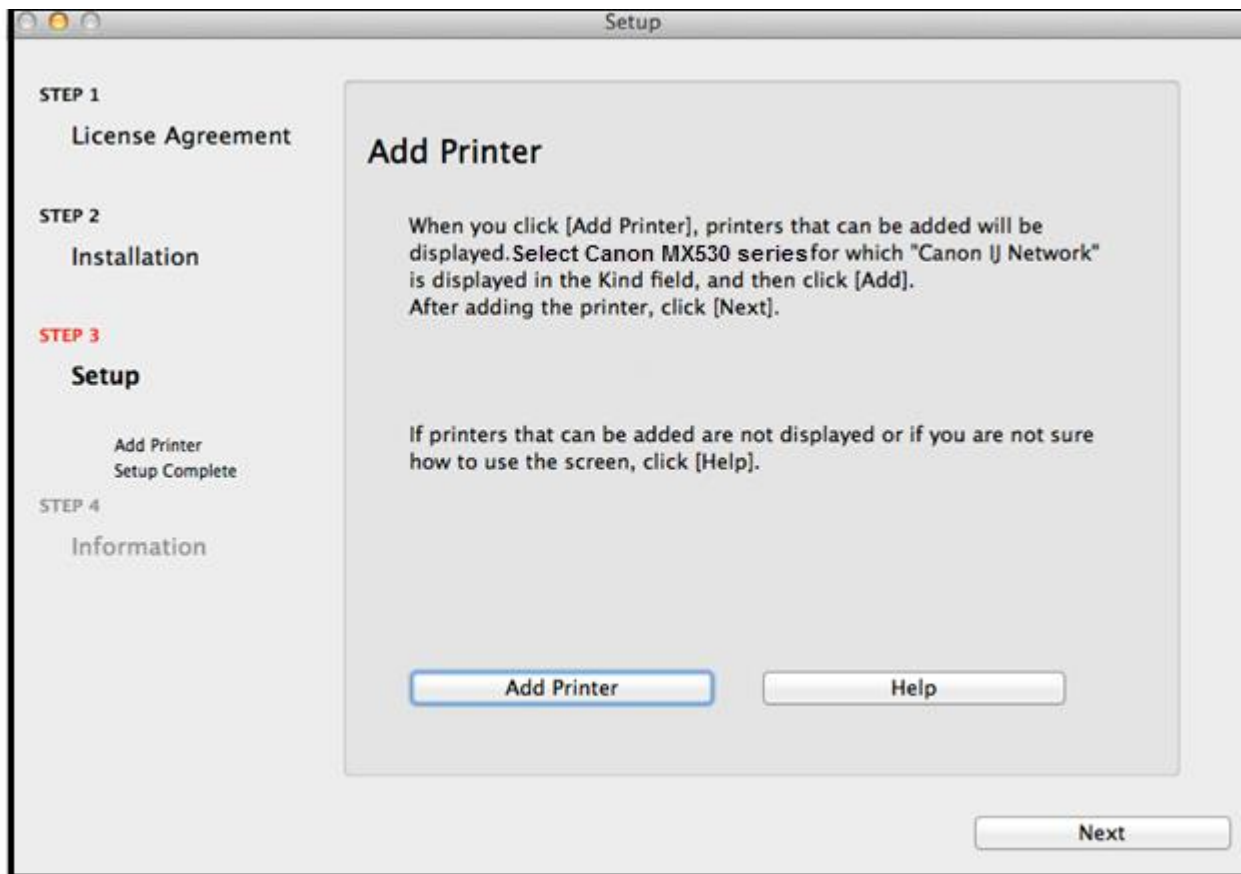 Setup
STEP 1
License Agreement
STEP 2
Installation
STEP 3
Setup
Add Printer
Setup Complete
STEP 4
Information
Add Printer
When you click [Add Printer], printers that can be added will be
displayed.Select Canon MX530 series for which "Canon IJ Network"
is displayed in the Kind field, and then click [Add].
After adding the printer, click [Next].
If printers that can be added are not displayed or if you are not sure
how to use the screen, click [Help].
Add Printer
Help
Next